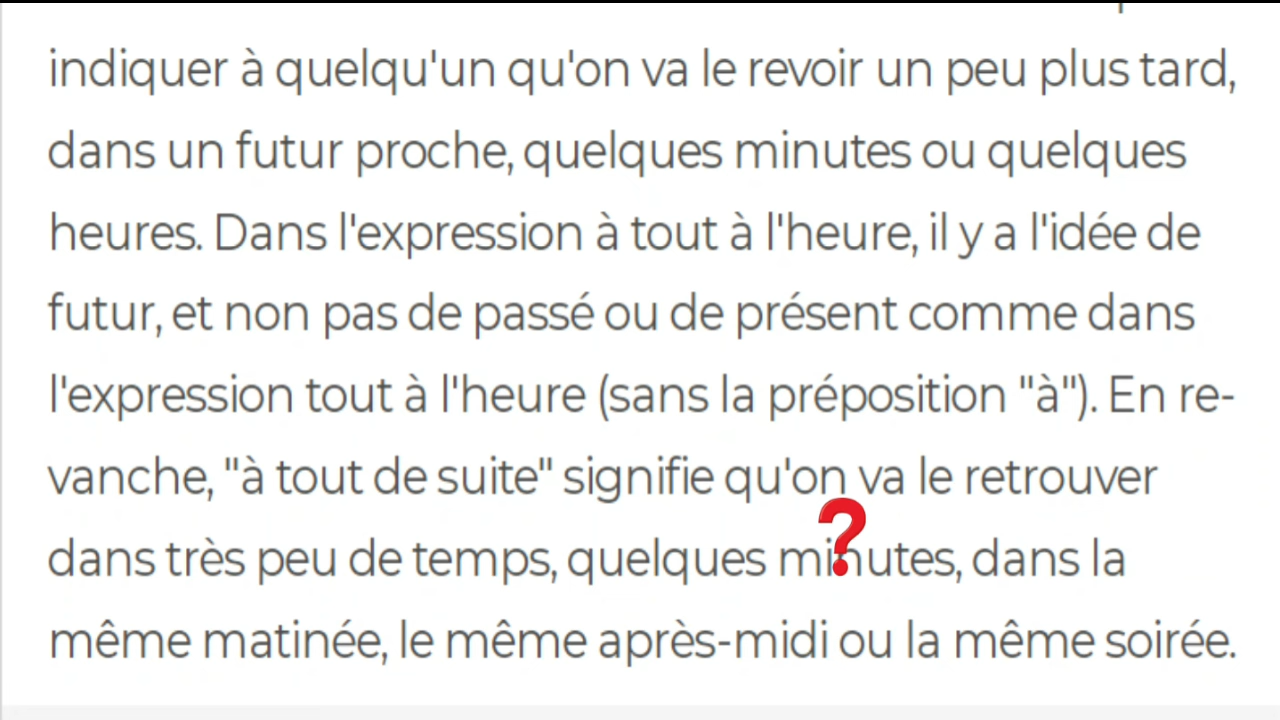 indiquer à quelqu'un qu'on va le revoir un peu plus tard,
dans un futur proche, quelques minutes ou quelques
heures. Dans l'expression à tout à l'heure, il y a l'idée de
futur, et non pas de passé ou de présent comme dans
l'expression tout à l'heure (sans la préposition "à"). En re-
vanche, "à tout de suite" signifie qu'on va le retrouver
dans très peu de temps, quelques minutes, dans la
même matinée, le même après-midi ou la même soirée.